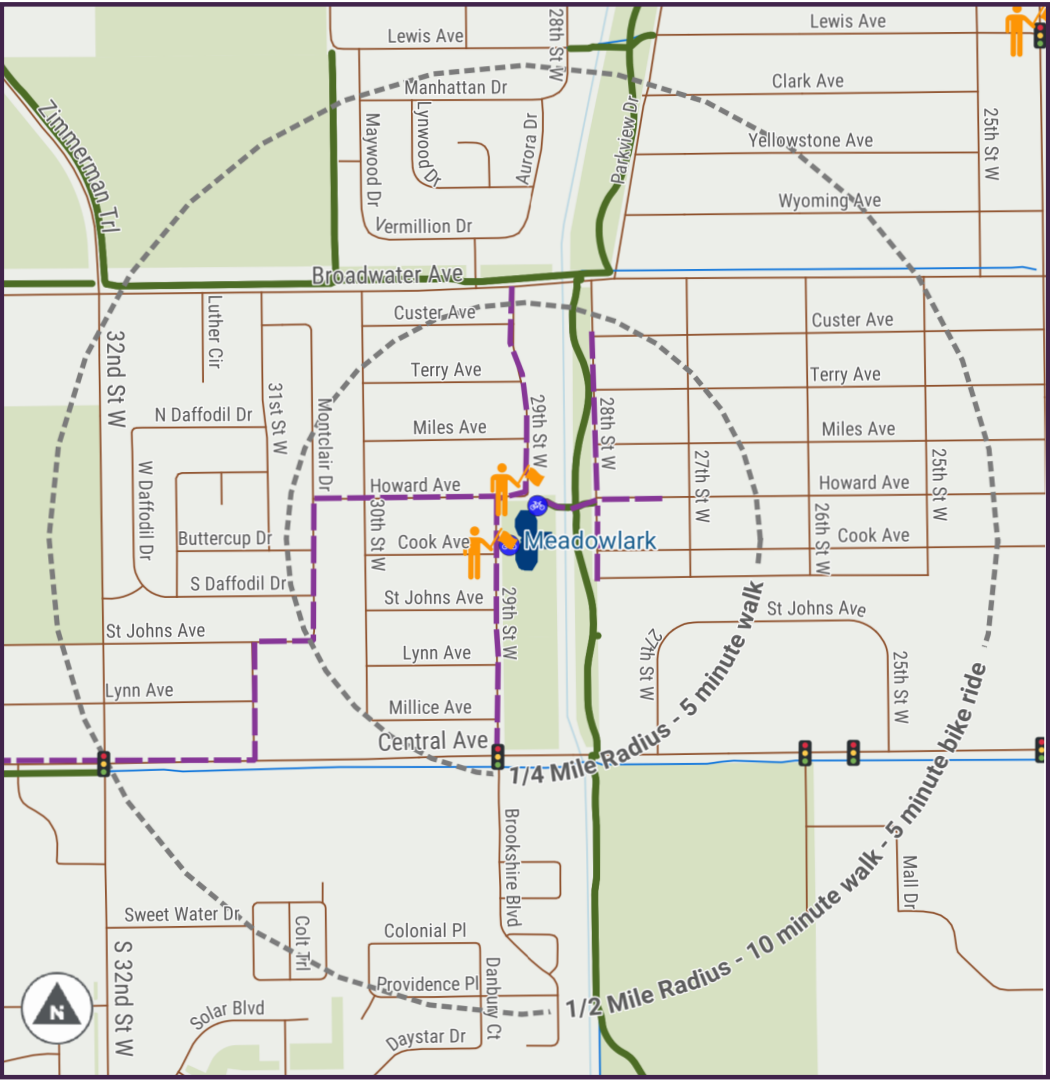 Lewis Ave
28th St W
Lewis Ave
Manhattan Dr
Clark Ave
Zimmerman Trl
Maywood Dr
Lynwood Dr
Aurora Dr
Parkview Dr
Yellowstone Ave
25th St W
Vermillion Dr
Wyoming Ave
Broadwater Ave
Luther Cir
Custer Ave
Custer Ave
32nd St W
Terry Ave
Terry Ave
31st St W
Montclair Dr
N Daffodil Dr
Miles Ave
29th St W
28th St W
Miles Ave
W Daffodil Dr
Howard Ave
27th St W
Howard Ave
25th St W
30th St W
Buttercup Dr
Cook Ave
Meadowlark
26th St W
Cook Ave
S Daffodil Dr
St Johns Ave
29th St W
St Johns Ave
St Johns Ave
Lynn Ave
27th St W
25th St W
Lynn Ave
Millice Ave
Central Ave
1/4 Mile Radius - 5 minute walk
Brookshire Blvd
Mall Dr
Sweet Water Dr
Colt Trl
Colonial Pl
S 32nd St W
Providence Pl
Danbury Ct
1/2 Mile Radius - 10 minute walk - 5 minute bike ride
Solar Blvd
Daystar Dr
N